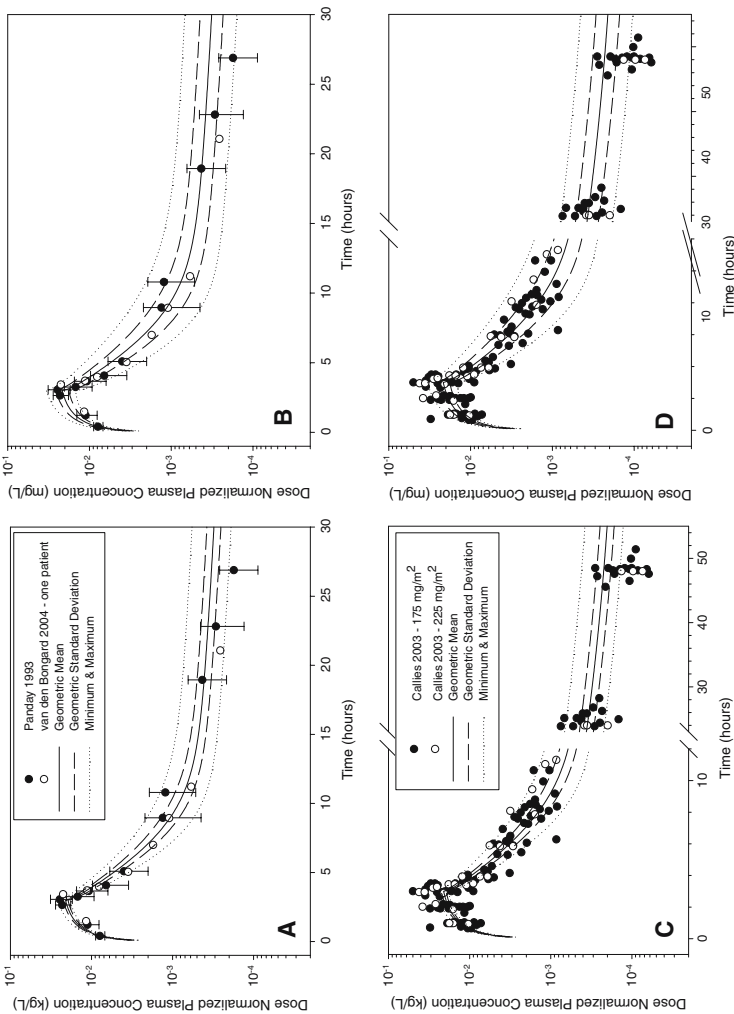 Dose Normalized Plasma Concentration (kg/L)
10⁻¹
10⁻²
10⁻³
10⁻⁴
A
Panday 1993
van den Bongard 2004 - one patient
Geometric Mean
Geometric Standard Deviation
Minimum & Maximum
0 5 10 15 20 25 30
Time (hours)
Dose Normalized Plasma Concentration (mg/L)
10⁻¹
10⁻²
10⁻³
10⁻⁴
B
0 5 10 15 20 25 30
Time (hours)
Dose Normalized Plasma Concentration (kg/L)
10⁻¹
10⁻²
10⁻³
10⁻⁴
C
Callies 2003 - 175 mg/m²
Callies 2003 - 225 mg/m²
Geometric Mean
Geometric Standard Deviation
Minimum & Maximum
0 10 30 40 50
Time (hours)
Dose Normalized Plasma Concentration (mg/L)
10⁻¹
10⁻²
10⁻³
10⁻⁴
D
0 10 30 40 50
Time (hours)